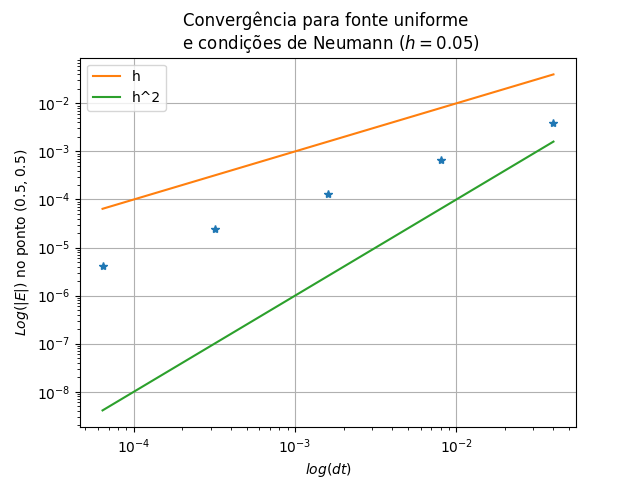 Convergência para fonte uniforme
e condições de Neumann (h = 0.05)
h
h^2
Log(|E|) no ponto (0.5, 0.5)
10⁻²
10⁻³
10⁻⁴
10⁻⁵
10⁻⁶
10⁻⁷
10⁻⁸
10⁻⁴
10⁻³
10⁻²
log(dt)